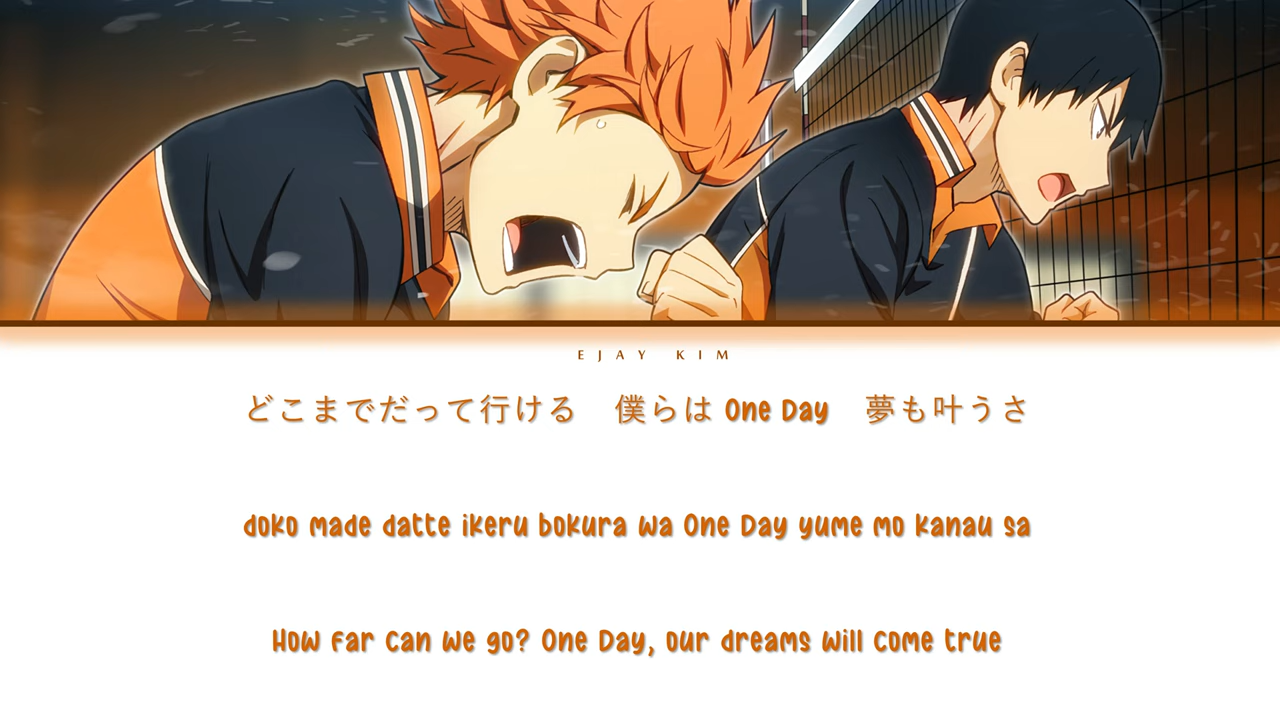 EJAY KIM
どこまでだって行ける　僕らは One Day　夢も叶うさ
doko made datte ikeru bokura wa One Day yume mo kanau sa
How far can we go? One Day, our dreams will come true